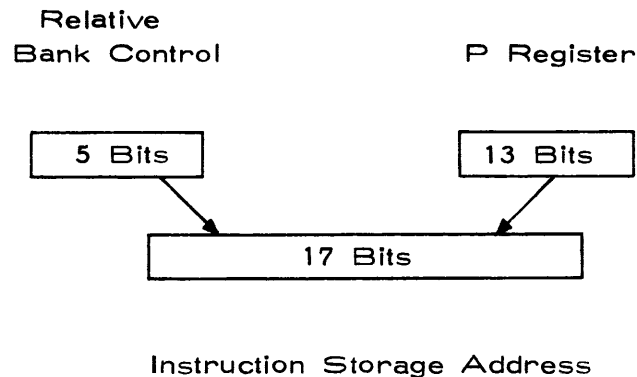 Relative
Bank Control
P Register
5 Bits
13 Bits
17 Bits
Instruction Storage Address